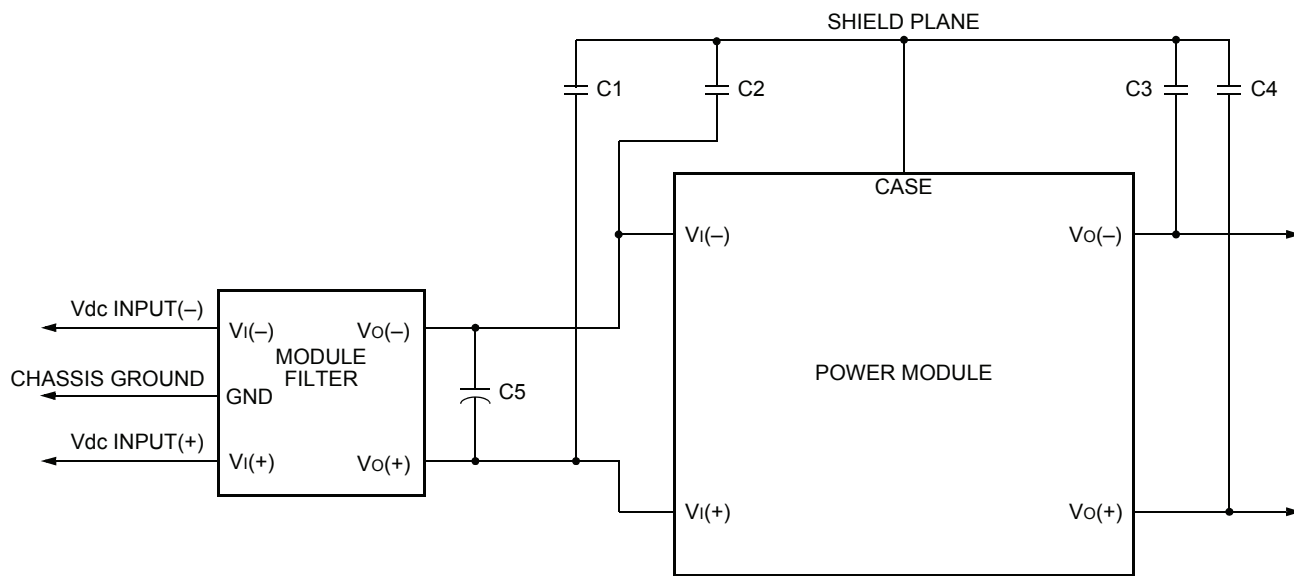 SHIELD PLANE
C1
C2
C3
C4
CASE
VI(–)
VO(–)
Vdc INPUT(–)
VI(–)
VO(–)
MODULE
FILTER
CHASSIS GROUND
GND
C5
POWER MODULE
Vdc INPUT(+)
VI(+)
VO(+)
VI(+)
VO(+)